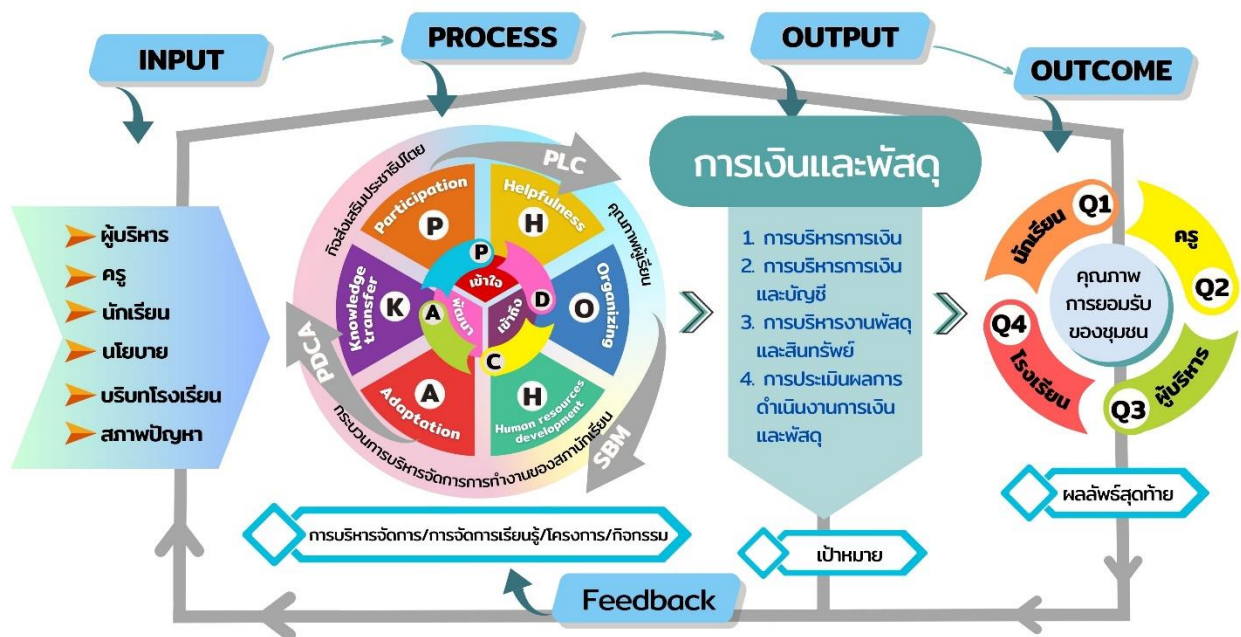 INPUT
PROCESS
OUTPUT
OUTCOME
ผู้บริหาร
ครู
นักเรียน
นโยบาย
บริบทโรงเรียน
สภาพปัญหา
กิจส่งเสริมประชาธิปไตย
PLC
คุณภาพผู้เรียน
SBM
กระบวนการบริหารจัดการการทำงานของสภานักเรียน
PDCA
Participation
P
Helpfulness
H
Organizing
O
Human resources
development
H
Adaptation
A
Knowledge
transfer
K
P
D
C
A
เข้าใจ
เข้าถึง
พัฒนา
การบริหารจัดการ/การจัดการเรียนรู้/โครงการ/กิจกรรม
การเงินและพัสดุ
1. การบริหารการเงิน
2. การบริหารการเงิน
และบัญชี
3. การบริหารงานพัสดุ
และสินทรัพย์
4. การประเมินผลการ
ดำเนินงานการเงิน
และพัสดุ
เป้าหมาย
นักเรียน Q1
ครู Q2
ผู้บริหาร Q3
โรงเรียน Q4
คุณภาพ
การยอมรับ
ของชุมชน
ผลลัพธ์สุดท้าย
Feedback